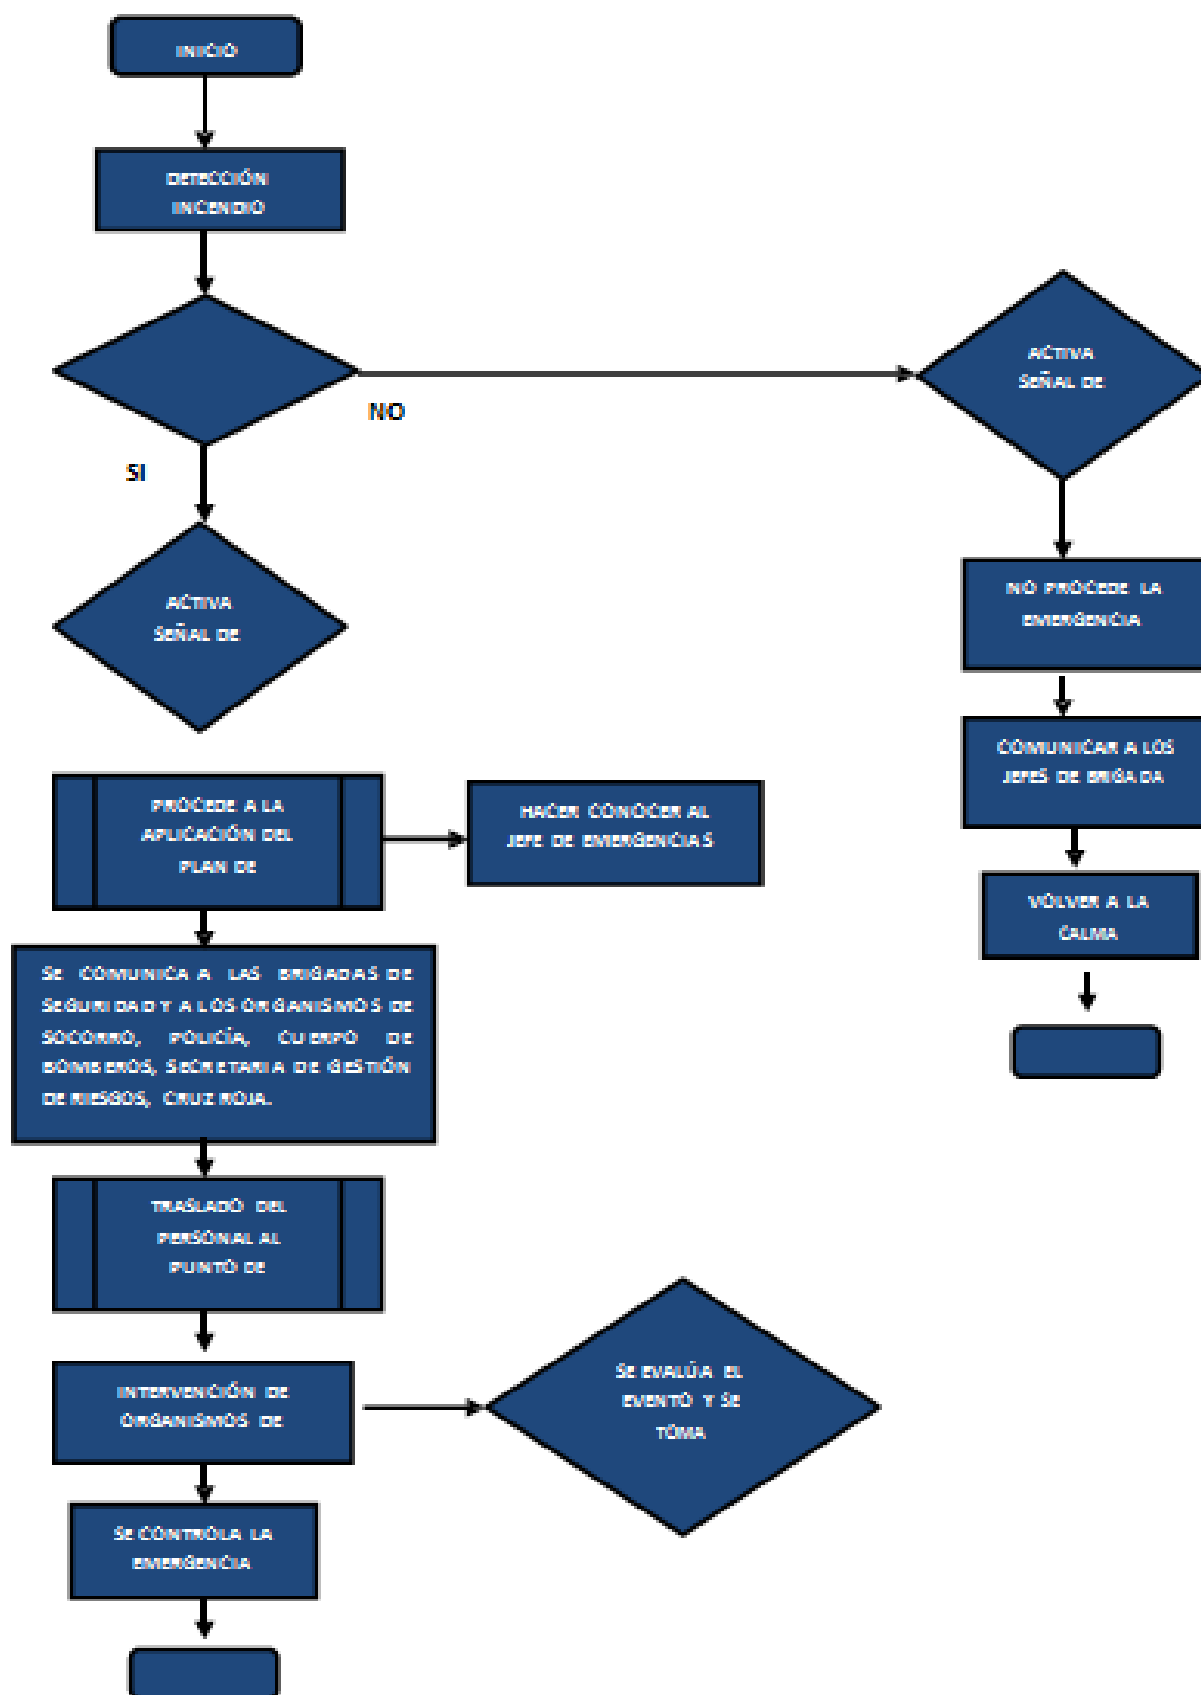 INICIO
DETECCIÓN
INCENDIO
NO
SI
ACTIVA
SEÑAL DE
ACTIVA
SEÑAL DE
NO PROCEDE LA
EMERGENCIA
COMUNICAR A LOS
JEFES DE BRIGADA
VOLVER A LA
CALMA
PROCEDE A LA
APLICACIÓN DEL
PLAN DE
HACER CONOCER AL
JEFE DE EMERGENCIAS
SE COMUNICA A LAS BRIGADAS DE
SEGURIDAD Y A LOS ORGANISMOS DE
SOCORRO, POLICÍA, CUERPO DE
BOMBEROS, SECRETARIA DE GESTIÓN
DE RIESGOS, CRUZ ROJA.
TRASLADO DEL
PERSONAL AL
PUNTO DE
INTERVENCIÓN DE
ORGANISMOS DE
SE EVALÚA EL
EVENTO Y SE
TOMA
SE CONTROLA LA
EMERGENCIA